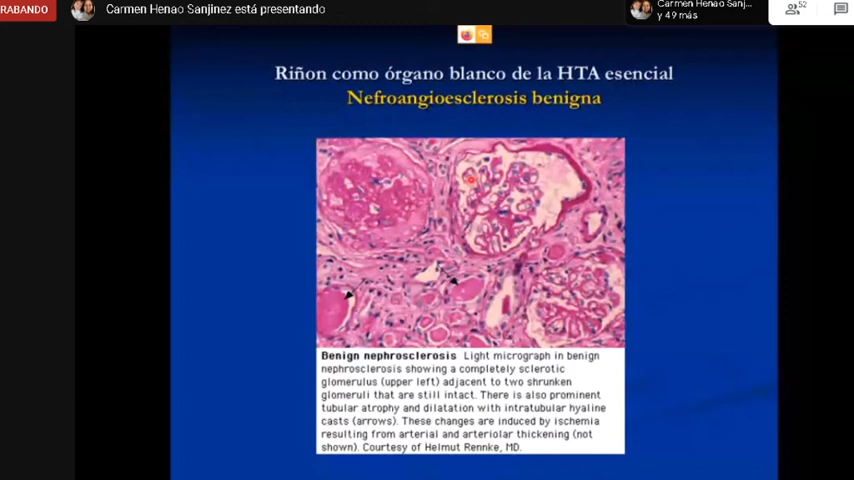 RABANDO
Carmen Henao Sanjinez está presentando
Carmen Henao Sanj...
y 49 más
52
Riñon como órgano blanco de la HTA esencial
Nefroangioesclerosis benigna
Benign nephrosclerosis Light micrograph in benign
nephrosclerosis showing a completely sclerotic
glomerulus (upper left) adjacent to two shrunken
glomeruli that are still intact. There is also prominent
tubular atrophy and dilatation with intratubular hyaline
casts (arrows). These changes are induced by ischemia
resulting from arterial and arteriolar thickening (not
shown). Courtesy of Helmut Rennke, MD.